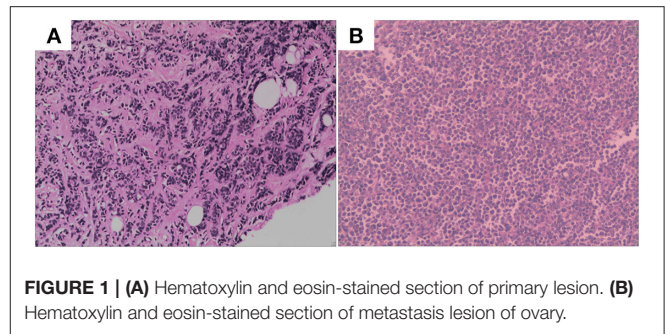 A
B
FIGURE 1 | (A) Hematoxylin and eosin-stained section of primary lesion. (B)
Hematoxylin and eosin-stained section of metastasis lesion of ovary.